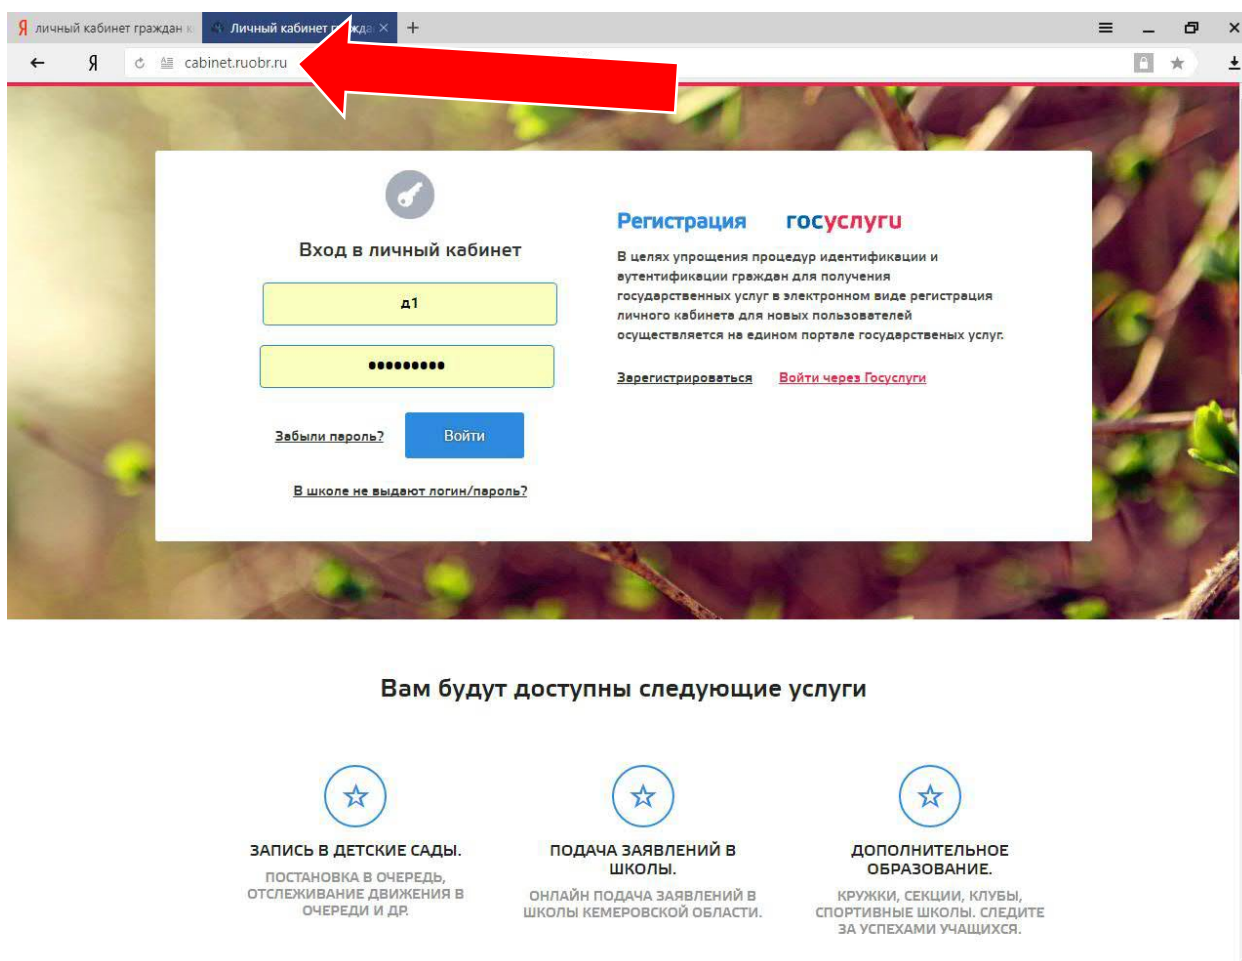 Я личный кабинет граждан к
Личный кабинет гражда
cabinet.ruobr.ru
Вход в личный кабинет
д1
•••••••••
Забыли пароль?
Войти
В школе не выдают логин/пароль?
Регистрация
госуслуги
В целях упрощения процедур идентификации и
аутентификации граждан для получения
государственных услуг в электронном виде регистрация
личного кабинета для новых пользователей
осуществляется на едином портале государственых услуг.
Зарегистрироваться
Войти через Госуслуги
Вам будут доступны следующие услуги
ЗАПИСЬ В ДЕТСКИЕ САДЫ.
ПОСТАНОВКА В ОЧЕРЕДЬ,
ОТСЛЕЖИВАНИЕ ДВИЖЕНИЯ В
ОЧЕРЕДИ И ДР.
ПОДАЧА ЗАЯВЛЕНИЙ В
ШКОЛЫ.
ОНЛАЙН ПОДАЧА ЗАЯВЛЕНИЙ В
ШКОЛЫ КЕМЕРОВСКОЙ ОБЛАСТИ.
ДОПОЛНИТЕЛЬНОЕ
ОБРАЗОВАНИЕ.
КРУЖКИ, СЕКЦИИ, КЛУБЫ,
СПОРТИВНЫЕ ШКОЛЫ. СЛЕДИТЕ
ЗА УСПЕХАМИ УЧАЩИХСЯ.